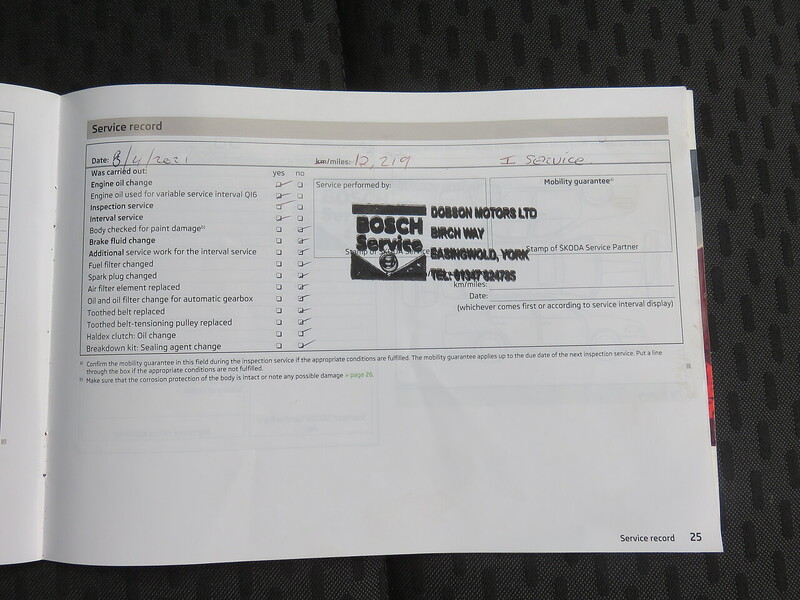 Service record
Date: 8/4/2021 km/miles: 12,219 I Service
Was carried out: yes no
Engine oil change
Engine oil used for variable service interval QI6
Inspection service
Interval service
Body checked for paint damage b)
Brake fluid change
Additional service work for the interval service
Fuel filter changed
Spark plug changed
Air filter element replaced
Oil and oil filter change for automatic gearbox
Toothed belt replaced
Toothed belt-tensioning pulley replaced
Haldex clutch: Oil change
Breakdown kit: Sealing agent change
Service performed by:
BOSCH
Service
DOBSON MOTORS LTD
BIRCH WAY
EASINGWOLD, YORK
TEL: 01347 824785
Mobility guarantee a)
Stamp of ŠKODA Service Partner
km/miles:
Date:
(whichever comes first or according to service interval display)
a) Confirm the mobility guarantee in this field during the inspection service if the appropriate conditions are fulfilled. The mobility guarantee applies up to the due date of the next inspection service. Put a line
through the box if the appropriate conditions are not fulfilled.
b) Make sure that the corrosion protection of the body is intact or note any possible damage » page 26.
Service record 25